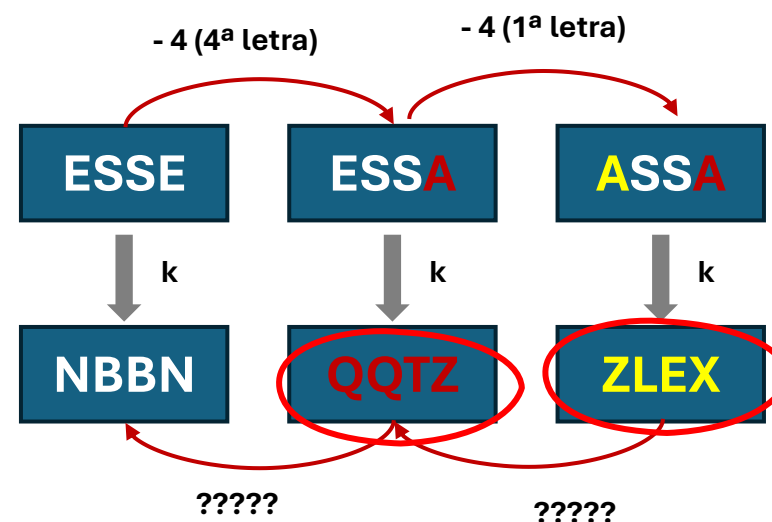 - 4 (4ª letra)
- 4 (1ª letra)
ESSE
ESSA
ASSA
k
k
k
NBBN
QQTZ
ZLEX
?????
?????